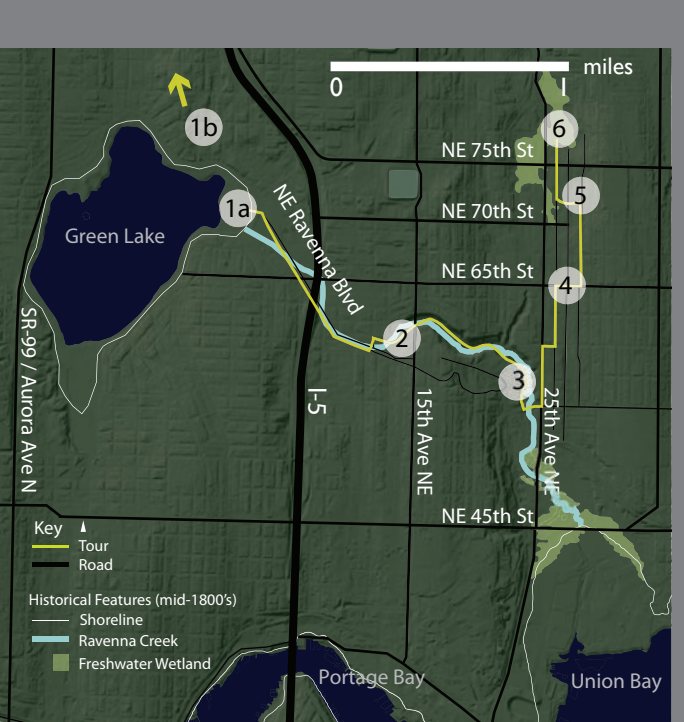 miles
0 1
1b
6
NE 75th St
5
1a
NE Ravenna Blvd
NE 70th St
Green Lake
NE 65th St
4
SR-99 / Aurora Ave N
2
3
I-5
15th Ave NE
25th Ave NE
NE 45th St
Key
Tour
Road
Historical Features (mid-1800's)
Shoreline
Ravenna Creek
Freshwater Wetland
Portage Bay
Union Bay